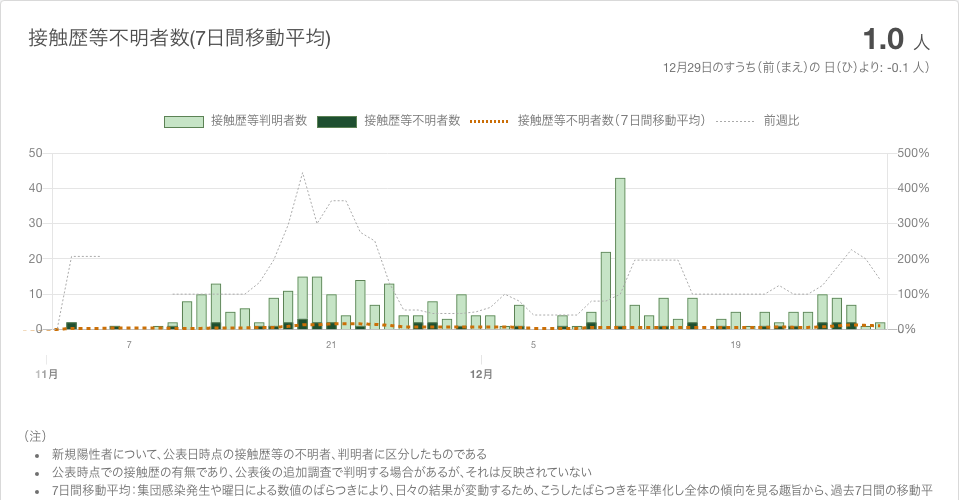 接触歴等不明者数(7日間移動平均)
1.0 人
12月29日のすうち（前（まえ）の 日（ひ）より: -0.1 人）
接触歴等判明者数 接触歴等不明者数 接触歴等不明者数（7日間移動平均） 前週比
50 500%
40 400%
30 300%
20 200%
10 100%
0 0%
7 21 5 19
11月 12月
（注）
新規陽性者について、公表日時点の接触歴等の不明者、判明者に区分したものである
公表時点での接触歴の有無であり、公表後の追加調査で判明する場合があるが、それは反映されていない
7日間移動平均：集団感染発生や曜日による数値のばらつきにより、日々の結果が変動するため、こうしたばらつきを平準化し全体の傾向を見る趣旨から、過去7日間の移動平